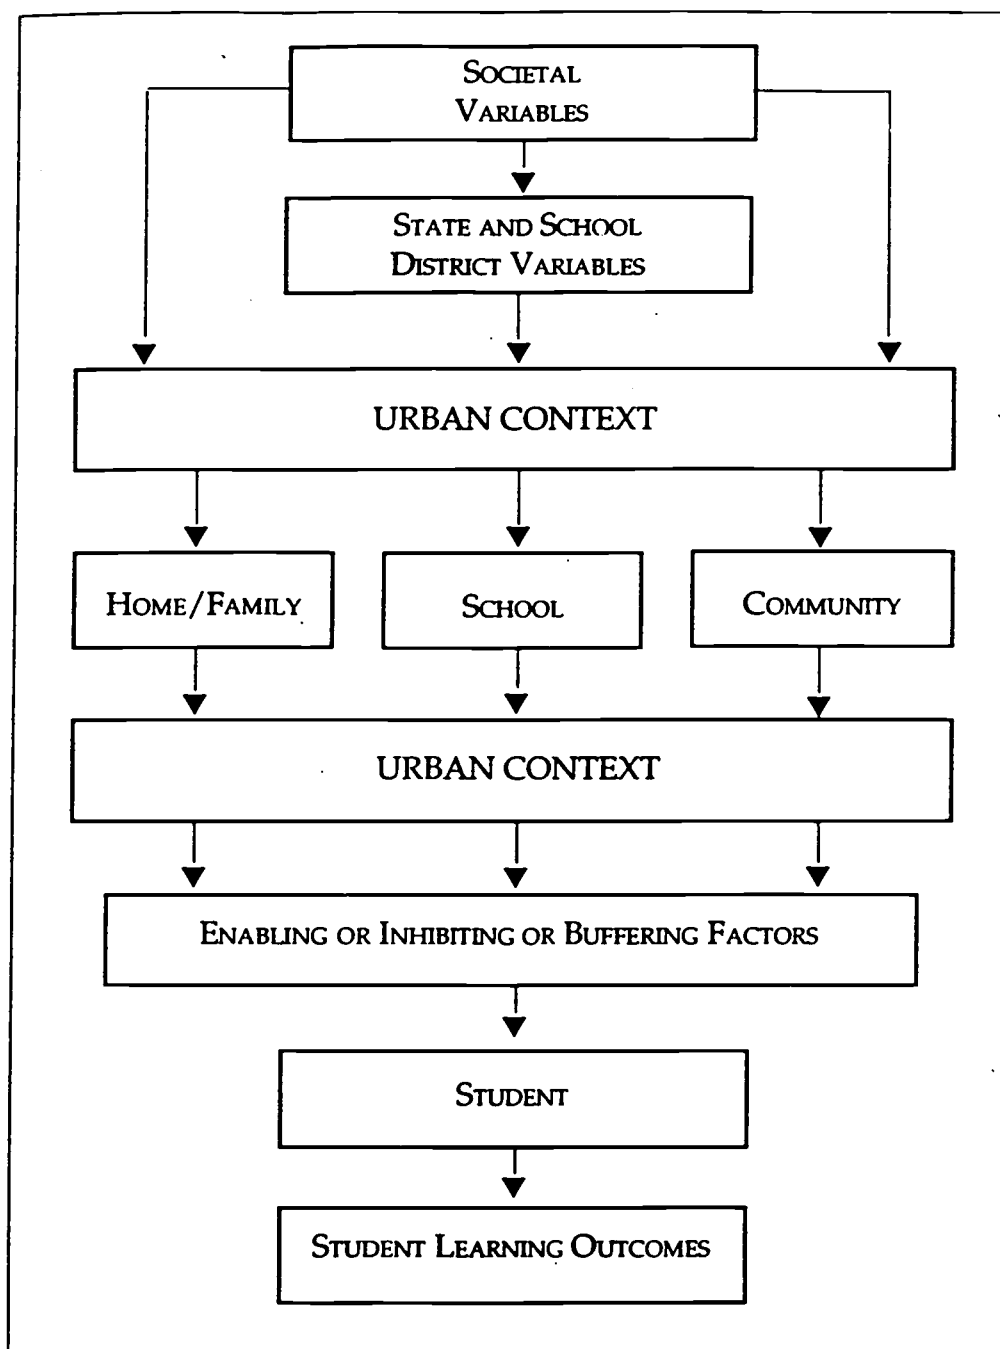 SOCIETAL
VARIABLES
STATE AND SCHOOL
DISTRICT VARIABLES
URBAN CONTEXT
HOME/FAMILY
SCHOOL
COMMUNITY
URBAN CONTEXT
ENABLING OR INHIBITING OR BUFFERING FACTORS
STUDENT
STUDENT LEARNING OUTCOMES